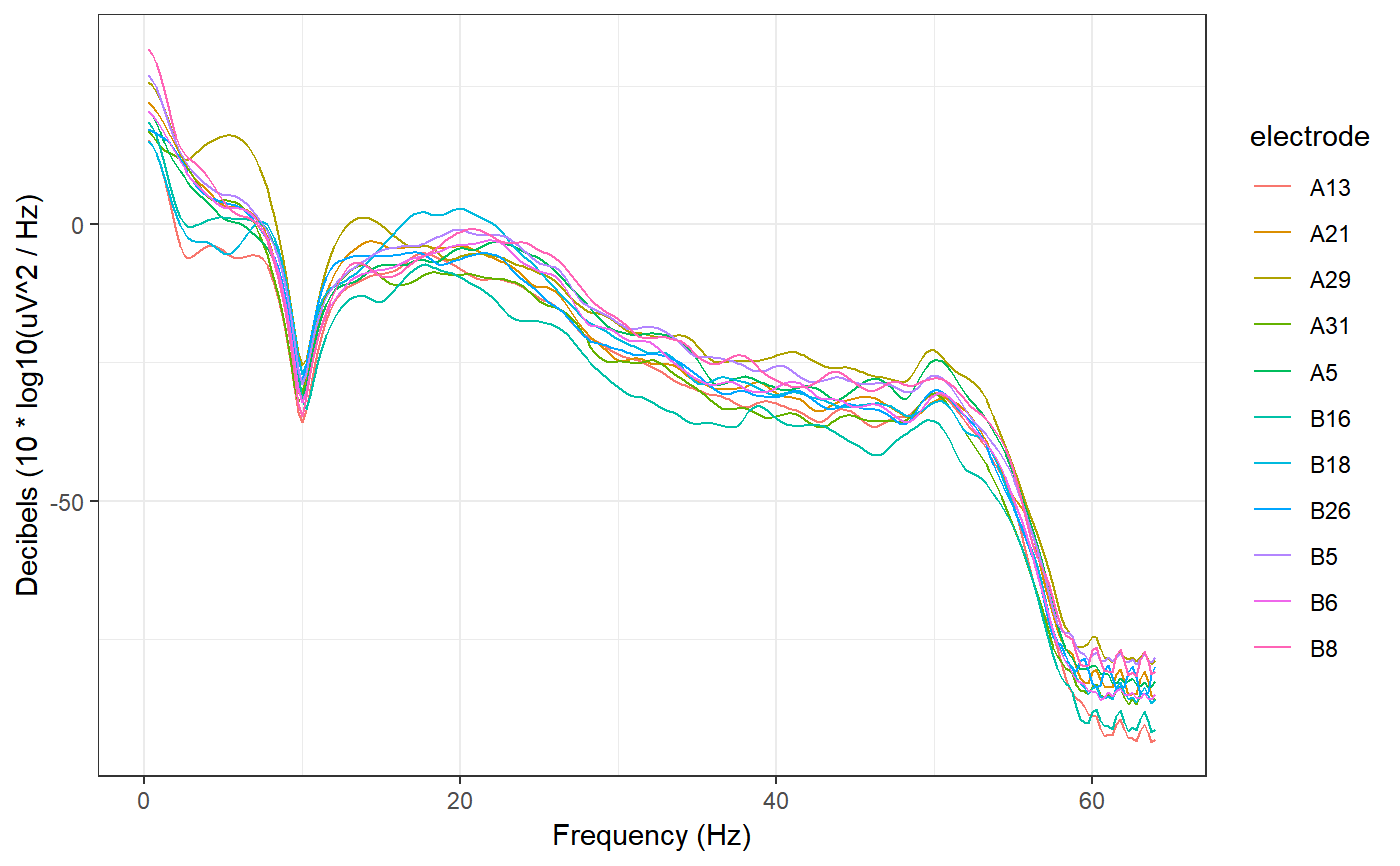 0
-50
Decibels (10 * log10(uV^2 / Hz)
0
20
40
60
Frequency (Hz)
electrode
A13
A21
A29
A31
A5
B16
B18
B26
B5
B6
B8